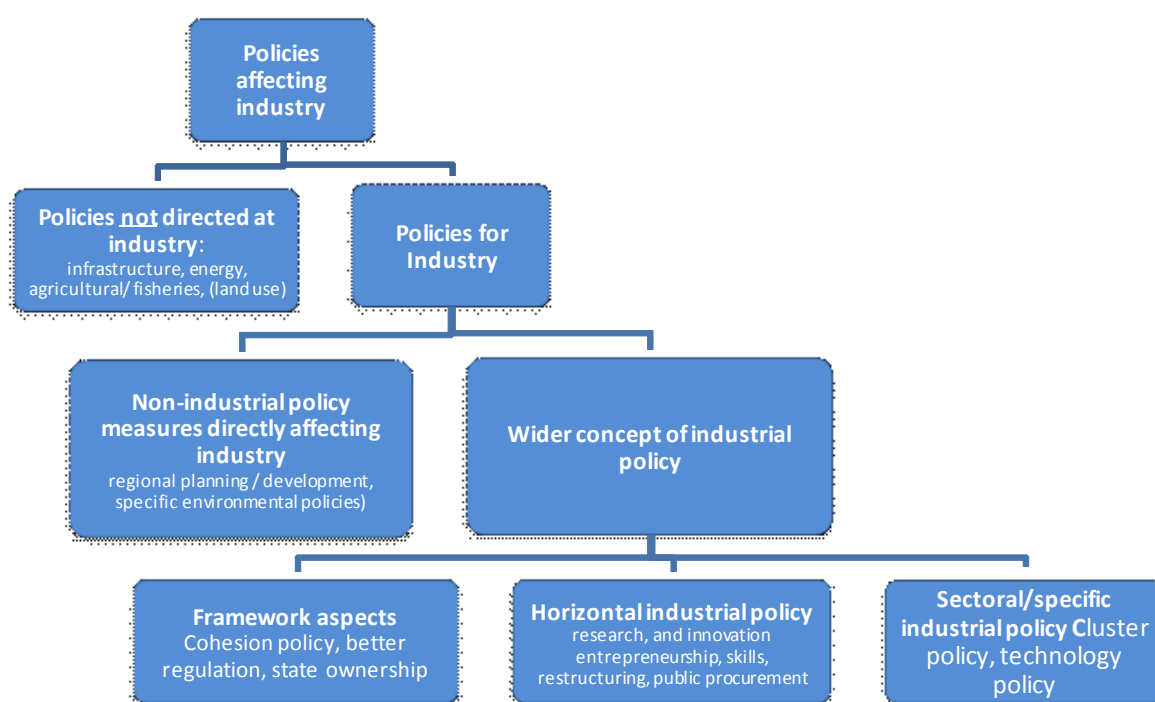 Policies
affecting
industry
Policies not directed at
industry:
infrastructure, energy,
agricultural/ fisheries, (land use)
Policies for
Industry
Non-industrial policy
measures directly affecting
industry
regional planning / development,
specific environmental policies)
Wider concept of industrial
policy
Framework aspects
Cohesion policy, better
regulation, state ownership
Horizontal industrial policy
research, and innovation
entrepreneurship, skills,
restructuring, public procurement
Sectoral/specific
industrial policy Cluster
policy, technology
policy